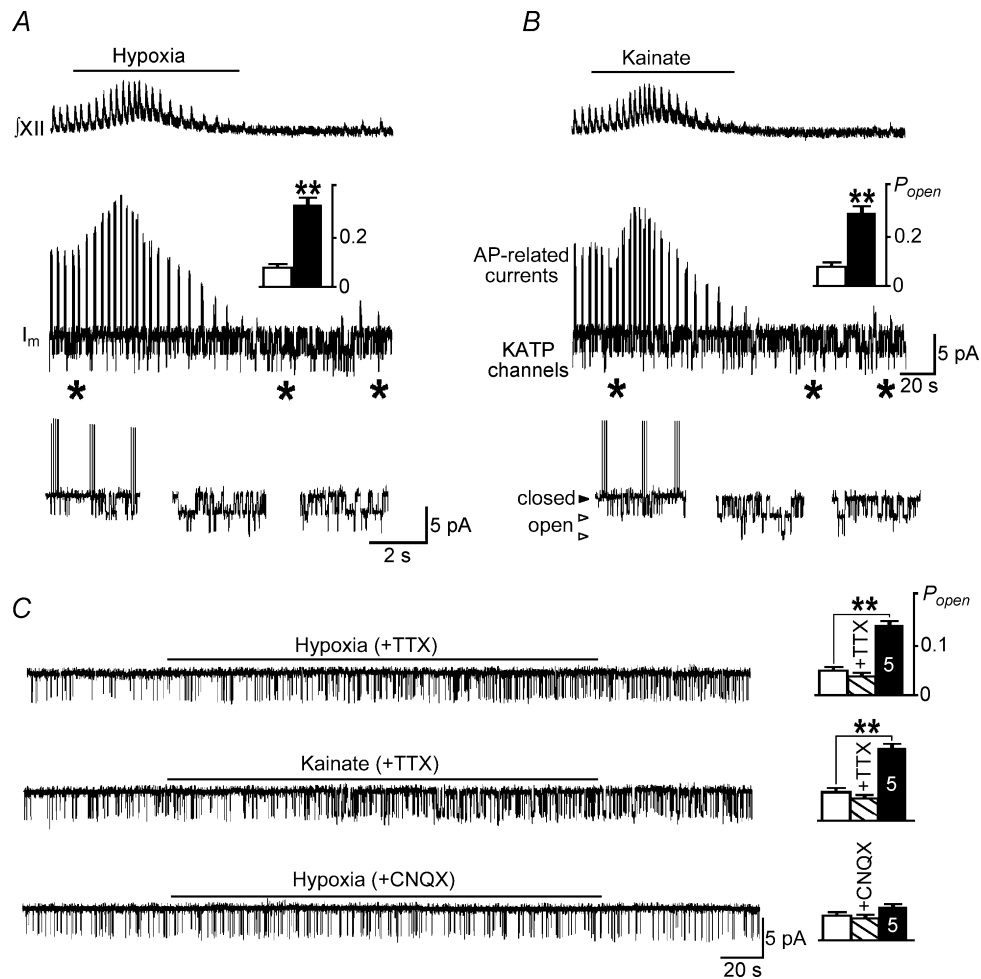 A
B
Hypoxia
Kainate
∫XII
**
0.2
0
**
P open
0.2
0
AP-related
currents
Im
KATP
channels
5 pA
20 s
* * *
* * *
closed
open
5 pA
2 s
C
Hypoxia (+TTX)
**
+TTX
5
P open
0.1
0
Kainate (+TTX)
**
+TTX
5
Hypoxia (+CNQX)
+CNQX
5
5 pA
20 s